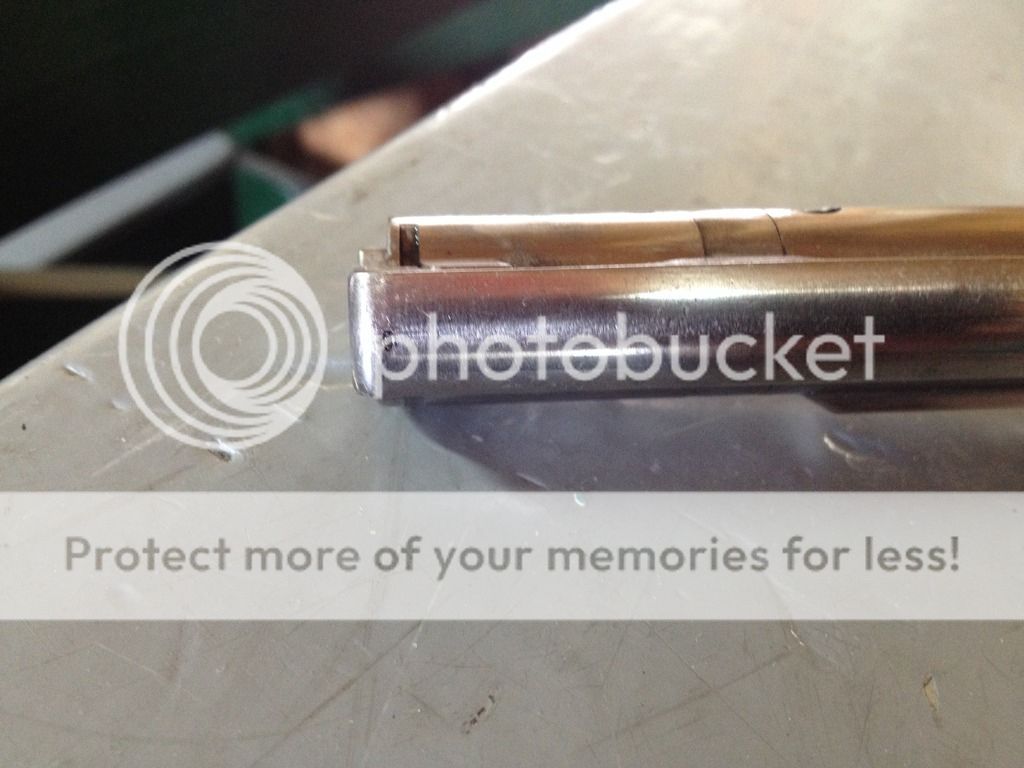 photobucket
Protect more of your memories for less!